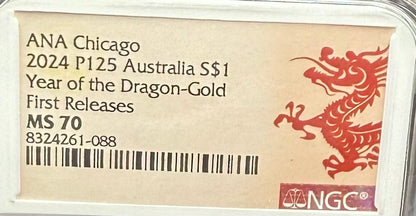 ANA Chicago
2024 P125 Australia S$1
Year of the Dragon-Gold
First Releases
MS 70
8324261-088
NGC®